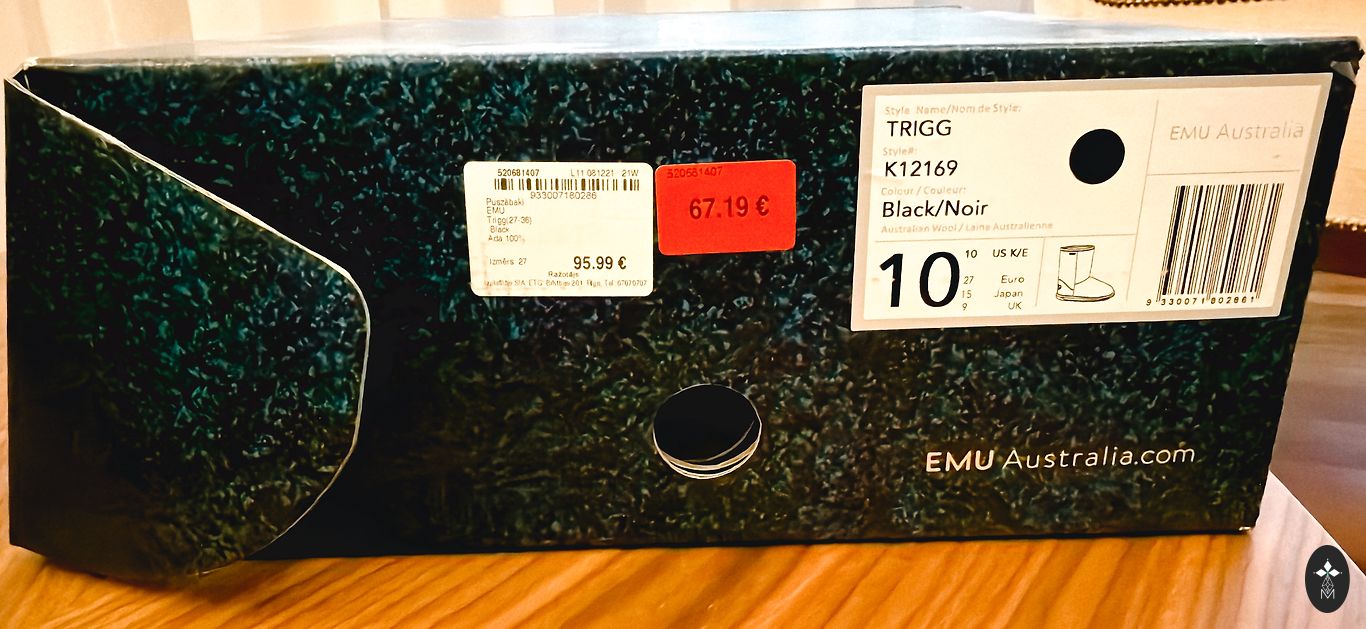 520681407 L11 081221 21W
933007180286
Puszābaki
EMU
Trigg(27-36)
Black
Āda 100%
Izmērs: 27
95.99 €
Ražotājs
520681407
67.19 €
Style Name/Nom de Style:
TRIGG
Style#:
K12169
Colour / Couleur:
Black/Noir
Australian Wool / Laine Australienne
10
10 US K/E
27 Euro
15 Japan
9 UK
EMU Australia
9 330071 802861
EMU Australia.com
M